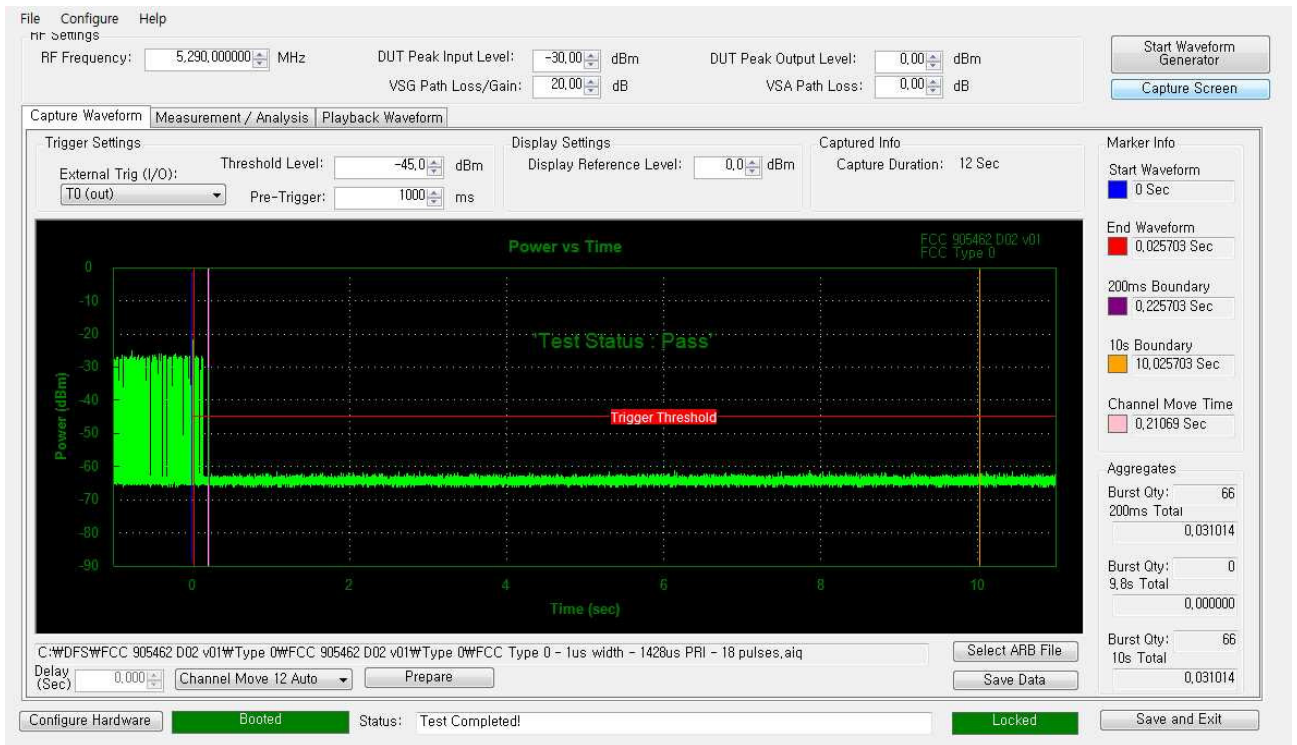 File Configure Help
RF Settings
RF Frequency: 5,290,000000 MHz
DUT Peak Input Level: -30,00 dBm
DUT Peak Output Level: 0,00 dBm
VSG Path Loss/Gain: 20,00 dB
VSA Path Loss: 0,00 dB
Start Waveform
Generator
Capture Screen
Capture Waveform Measurement / Analysis Playback Waveform
Trigger Settings
External Trig (I/O):
T0 (out)
Threshold Level: -45,0 dBm
Pre-Trigger: 1000 ms
Display Settings
Display Reference Level: 0,0 dBm
Captured Info
Capture Duration: 12 Sec
Power vs Time
FCC 905462 D02 v01
FCC Type 0
'Test Status : Pass'
Trigger Threshold
Power (dBm)
0
-10
-20
-30
-40
-50
-60
-70
-80
-90
0 2 4 6 8 10
Time (sec)
Marker Info
Start Waveform
0 Sec
End Waveform
0,025703 Sec
200ms Boundary
0,225703 Sec
10s Boundary
10,025703 Sec
Channel Move Time
0,21069 Sec
Aggregates
Burst Qty: 66
200ms Total
0,031014
Burst Qty: 0
9,8s Total
0,000000
Burst Qty: 66
10s Total
0,031014
C:₩DFS₩FCC 905462 D02 v01₩Type 0₩FCC 905462 D02 v01₩Type 0₩FCC Type 0 - 1us width - 1428us PRI - 18 pulses,aiq
Select ARB File
Delay
(Sec) 0,000 Channel Move 12 Auto Prepare
Save Data
Configure Hardware Booted Status: Test Completed! Locked Save and Exit